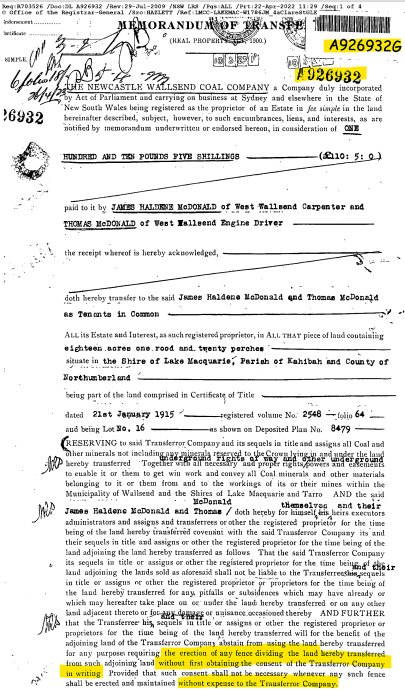 Req:R703526 /Doc:DL A926932 /Rev:29-Jul-2009 /NSW LRS /Pgs:ALL /Prt:22-Apr-2022 11:29 /Seq:1 of 4
© Office of the Registrar-General /Src:HAZLETT /Ref:LMCC-LAKEMAC-W1786JM_4aClareStGLE
MEMORANDUM OF TRANSFER
(REAL PROPERTY ACT, 1900.)
A926932G
A926932
SIMPLE.
THE NEWCASTLE WALLSEND COAL COMPANY a Company duly incorporated
by Act of Parliament and carrying on business at Sydney and elsewhere in the State of
New South Wales being registered as the proprietor of an Estate in fee simple in the land
hereinafter described, subject, however, to such encumbrances, liens, and interests, as are
notified by memorandum underwritten or endorsed hereon, in consideration of ONE
26932
HUNDRED AND TEN POUNDS FIVE SHILLINGS (£110: 5: 0)
paid to it by JAMES HALDENE McDONALD of West Wallsend Carpenter and
THOMAS McDONALD of West Wallsend Engine Driver
the receipt whereof is hereby acknowledged,
doth hereby transfer to the said James Haldene McDonald and Thomas McDonald
as Tenants in Common
ALL its Estate and Interest, as such registered proprietor, in ALL THAT piece of land containing
eighteen acres one rood and twenty perches
situate in the Shire of Lake Macquarie, Parish of Kahibah and County of
Northumberland
being part of the land comprised in Certificate of Title
dated 21st January 1915 registered volume No. 2548 folio 64
and being Lot No. 16 as shown on Deposited Plan No. 8479
(RESERVING to said Transferror Company and its sequels in title and assigns all Coal and
other minerals not including any minerals reserved to the Crown lying in and under the land
underground rights of way and other underground
hereby transferred Together with all necessary and proper rights powers and easements
to enable it or them to get win work and convey all Coal minerals and other materials
belonging to it or them from and to the workings of its or their mines within the
Municipality of Wallsend and the Shires of Lake Macquarie and Tarro AND the said
McDonald themselves and their
James Haldene McDonald and Thomas / doth hereby for himself his heirs executors
administrators and assigns and transferrees or other the registered proprietor for the time
being of the land hereby transferred covenant with the said Transferror Company its and
their sequels in title and assigns or other the registered proprietor for the time being of the
land adjoining the land hereby transferred as follows That the said Transferror Company
its sequels in title or assigns or other the registered proprietor for the time being of the
and their
land adjoining the lands sold as aforesaid shall not be liable to the Transferree his sequels
in title or assigns or other the registered proprietor or proprietors for the time being of
the land hereby transferred for any, pitfalls or subsidences which may have already or
which may hereafter take place on or under the land hereby transferred or on any other
land adjacent thereto or for any damage or nuisance occasioned thereby AND FURTHER
and their
that the Transferree his sequels in title or assigns or other the registered proprietor or
proprietors for the time being of the land hereby transferred will for the benefit of the
adjoining land of the Transferror Company abstain from using the land hereby transferred
for any purposes requiring the erection of any fence dividing the land hereby transferred
from such adjoining land without first obtaining the consent of the Transferror Company
in writing Provided that such consent shall not be necessary whenever any such fence
shall be erected and maintained without expense to the Transferror Company.